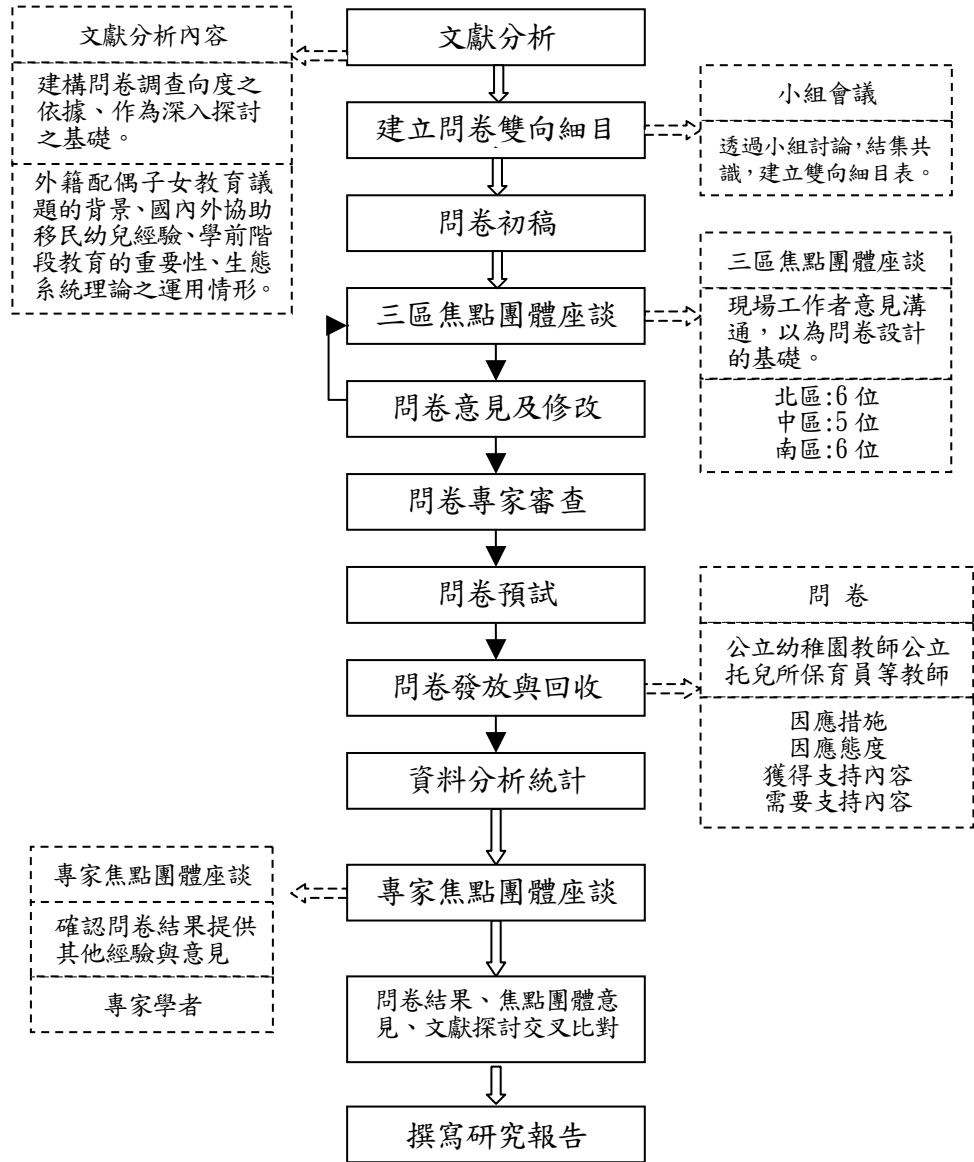 文獻分析內容
建構問卷調查向度之
依據、作為深入探討
之基礎。
外籍配偶子女教育議
題的背景、國內外協助
移民幼兒經驗、學前階
段教育的重要性、生態
系統理論之運用情形。
文獻分析
建立問卷雙向細目
小組會議
透過小組討論，結集共
識，建立雙向細目表。
問卷初稿
三區焦點團體座談
三區焦點團體座談
現場工作者意見溝
通，以為問卷設計
的基礎。
北區:6 位
中區:5 位
南區:6 位
問卷意見及修改
問卷專家審查
問卷預試
問卷發放與回收
問 卷
公立幼稚園教師公立
托兒所保育員等教師
因應措施
因應態度
獲得支持內容
需要支持內容
資料分析統計
專家焦點團體座談
專家焦點團體座談
確認問卷結果提供
其他經驗與意見
專家學者
問卷結果、焦點團體意
見、文獻探討交叉比對
撰寫研究報告